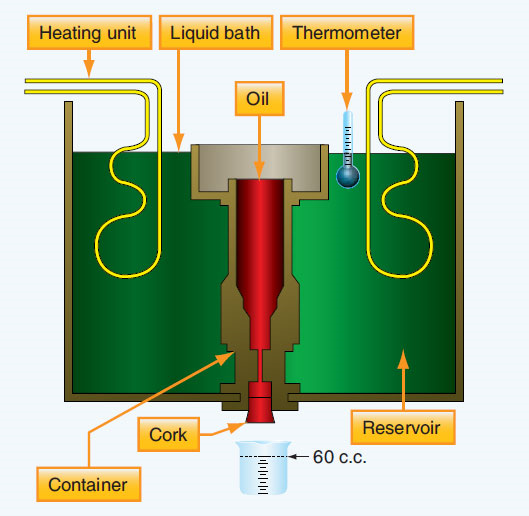 Heating unit
Liquid bath
Thermometer
Oil
Cork
Reservoir
60 c.c.
Container